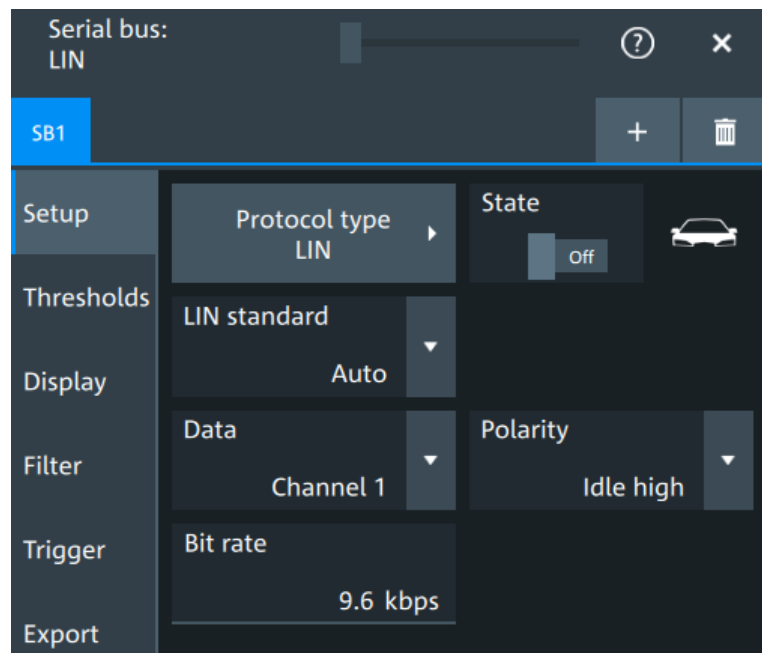 Serial bus:
LIN
?
SB1
Setup
Protocol type
LIN
State
Off
Thresholds
LIN standard
Auto
Display
Data
Channel 1
Polarity
Idle high
Filter
Trigger
Bit rate
9.6 kbps
Export